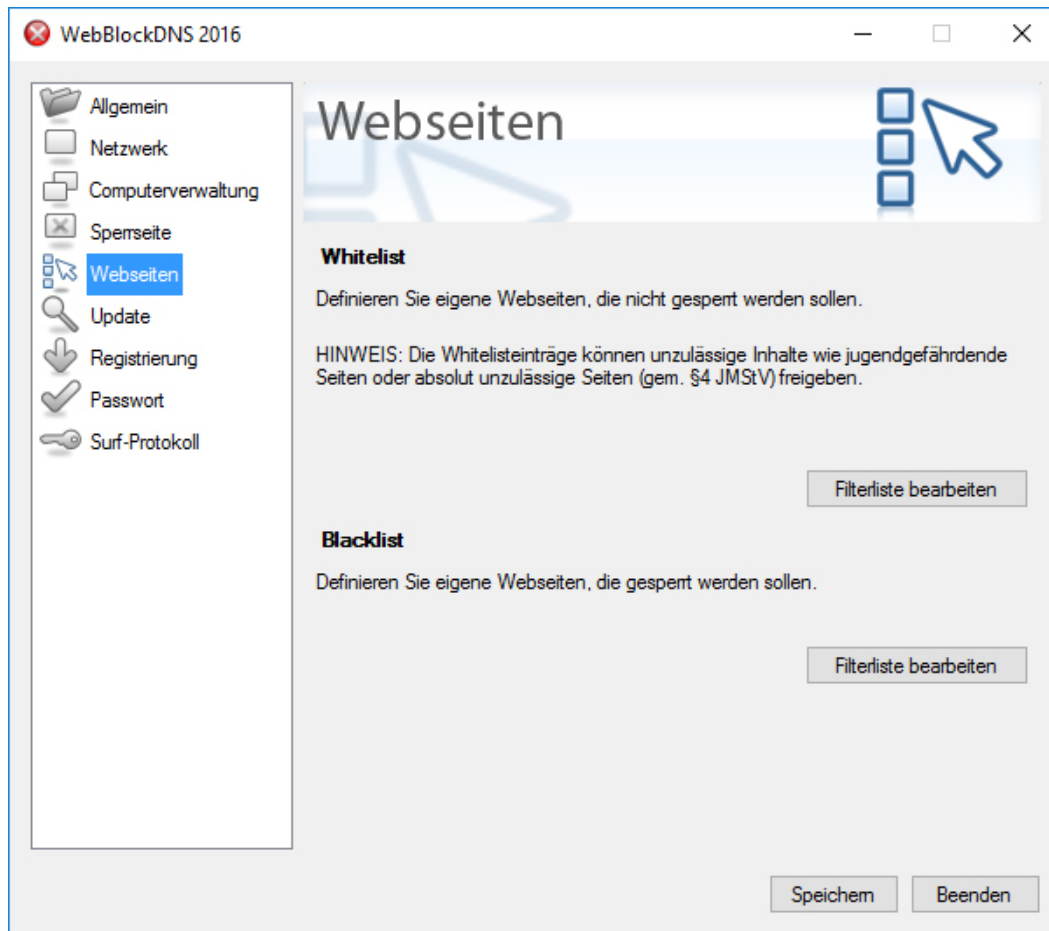 WebBlockDNS 2016
Allgemein
Netzwerk
Computerverwaltung
Sperrseite
Webseiten
Update
Registrierung
Passwort
Surf-Protokoll
Webseiten
Whitelist
Definieren Sie eigene Webseiten, die nicht gesperrt werden sollen.
HINWEIS: Die Whitelisteinträge können unzulässige Inhalte wie jugendgefährdende
Seiten oder absolut unzulässige Seiten (gem. §4 JMStV) freigeben.
Filterliste bearbeiten
Blacklist
Definieren Sie eigene Webseiten, die gesperrt werden sollen.
Filterliste bearbeiten
Speichern
Beenden